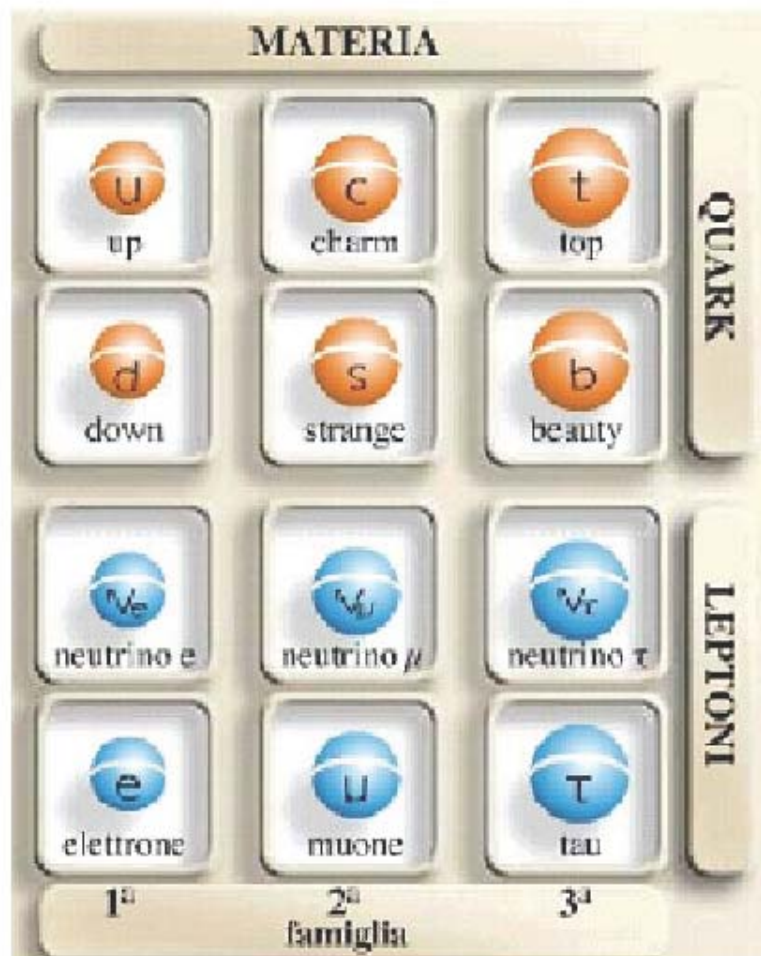 MATERIA
u c t
up charm top
QUARK
d s b
down strange beauty
νe νμ ντ
neutrino e neutrino μ neutrino τ
LEPTONI
e μ τ
elettrone muone tau
1ª 2ª 3ª
famiglia